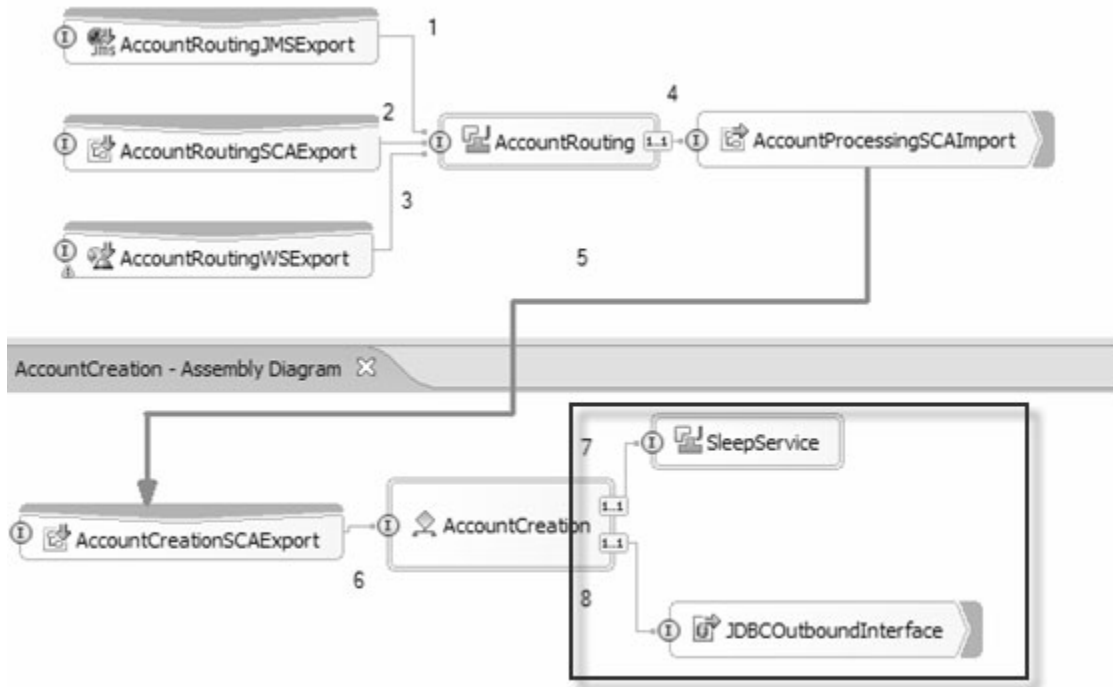 1
AccountRoutingJMSExport
Jms
2
4
AccountRoutingSCAExport
AccountRouting
1..1
AccountProcessingSCAImport
3
AccountRoutingWSExport
5
AccountCreation - Assembly Diagram
7
SleepService
1..1
AccountCreation
AccountCreationSCAExport
1..1
6
8
JDBCOutboundInterface